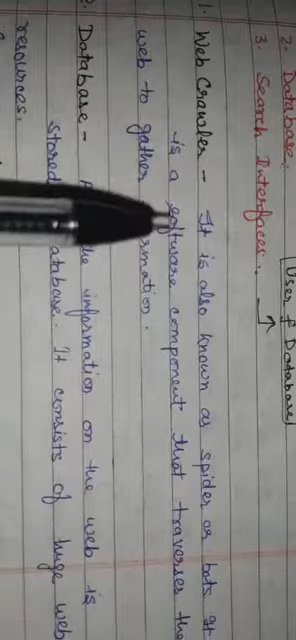 2. Database.
3. Search Interfaces. → User & Database
1. Web Crawler - It is also known as spider or bots. It
is a software component that traverses the
web to gather
2. Database - the information on the web is
stored database. It consists of huge web
resources.